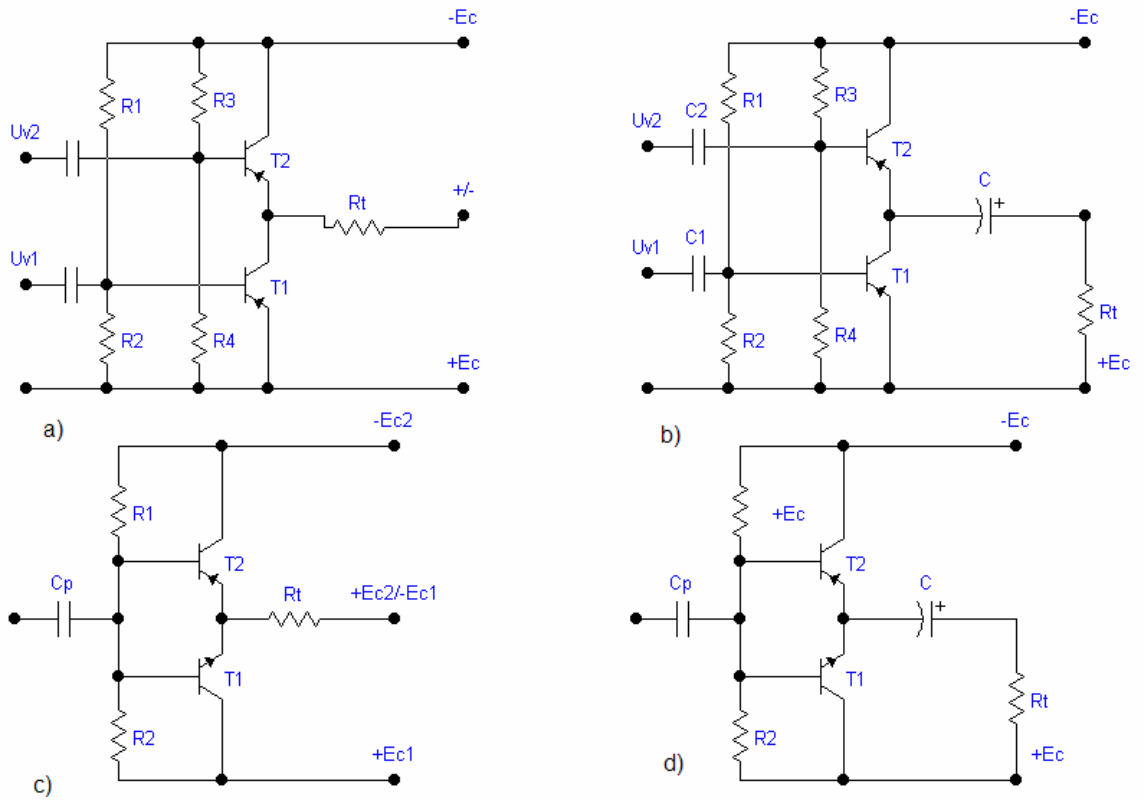 -Ec
R1
R3
Uv2
T2
Rt
+/-
Uv1
T1
R2
R4
+Ec
a)
-Ec
R1
R3
C2
Uv2
T2
C
+
C1
Uv1
T1
Rt
R2
R4
+Ec
b)
-Ec2
R1
T2
Cp
Rt
+Ec2/-Ec1
T1
R2
+Ec1
c)
-Ec
+Ec
T2
Cp
C
+
T1
Rt
R2
+Ec
d)